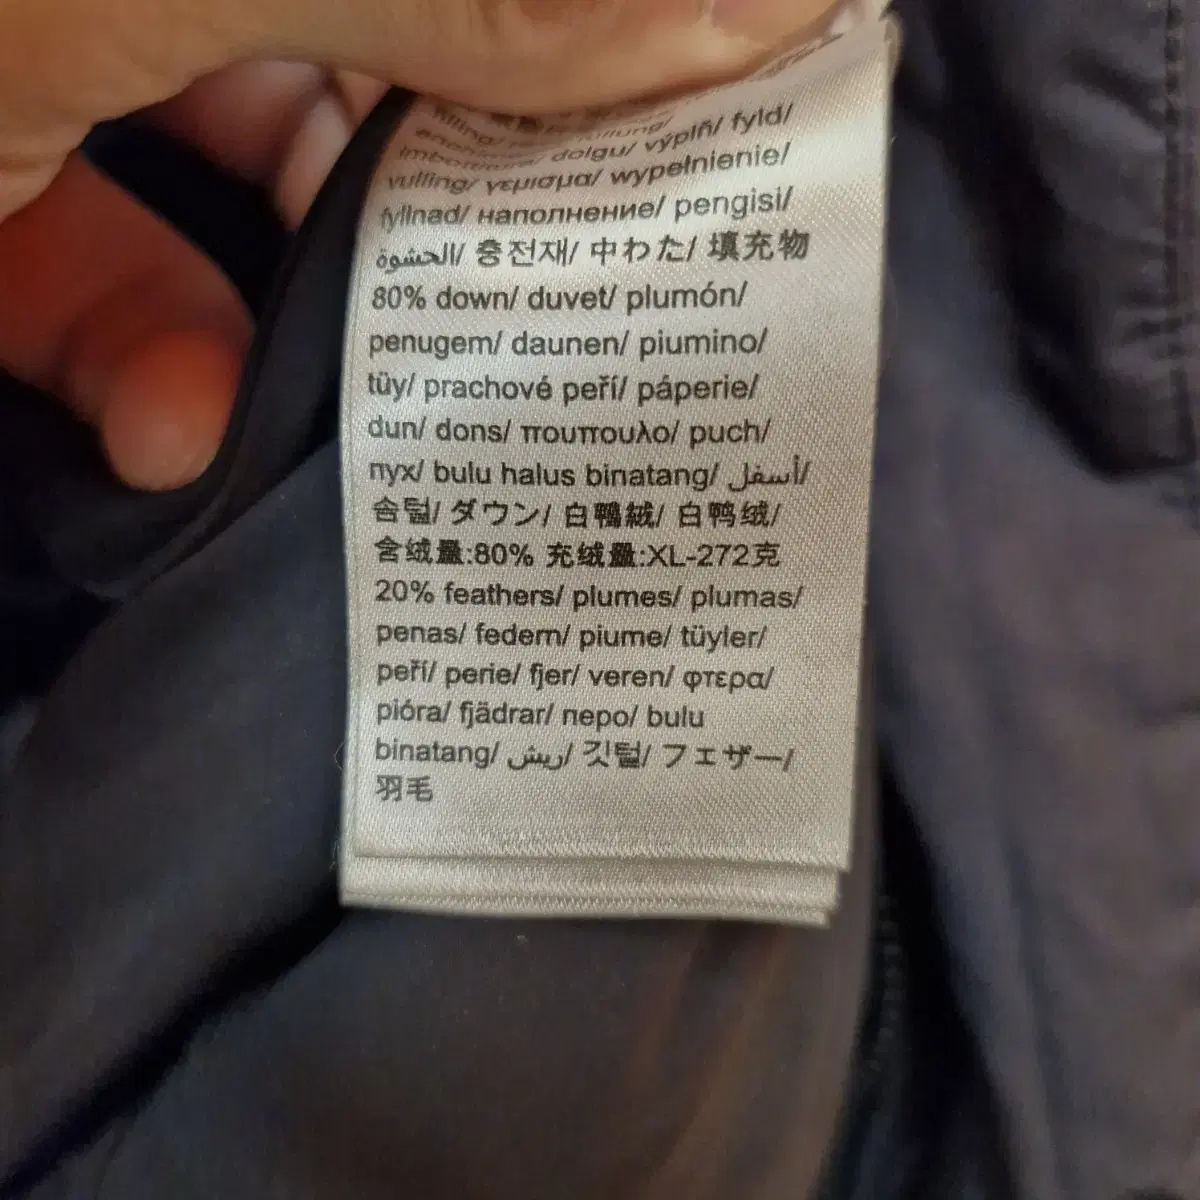 filling/
imbottitura/ dolgu/ výplň/ fyld/
vulling/ γεμισμα/ wypełnienie/
fyllnad/ наполнение/ pengisi/
الحشوة/ 충전재/ 中わた/ 填充物
80% down/ duvet/ plumón/
penugem/ daunen/ piumino/
tüy/ prachové peří/ páperie/
dun/ dons/ πουπουλο/ puch/
пух/ bulu halus binatang/ أسفل/
솜털/ ダウン/ 白鴨絨/ 白鸭绒/
含绒量:80% 充绒量:XL-272克
20% feathers/ plumes/ plumas/
penas/ federn/ piume/ tüyler/
peří/ perie/ fjer/ veren/ φτερα/
pióra/ fjädrar/ перо/ bulu
binatang/ ريش/ 깃털/ フェザー/
羽毛